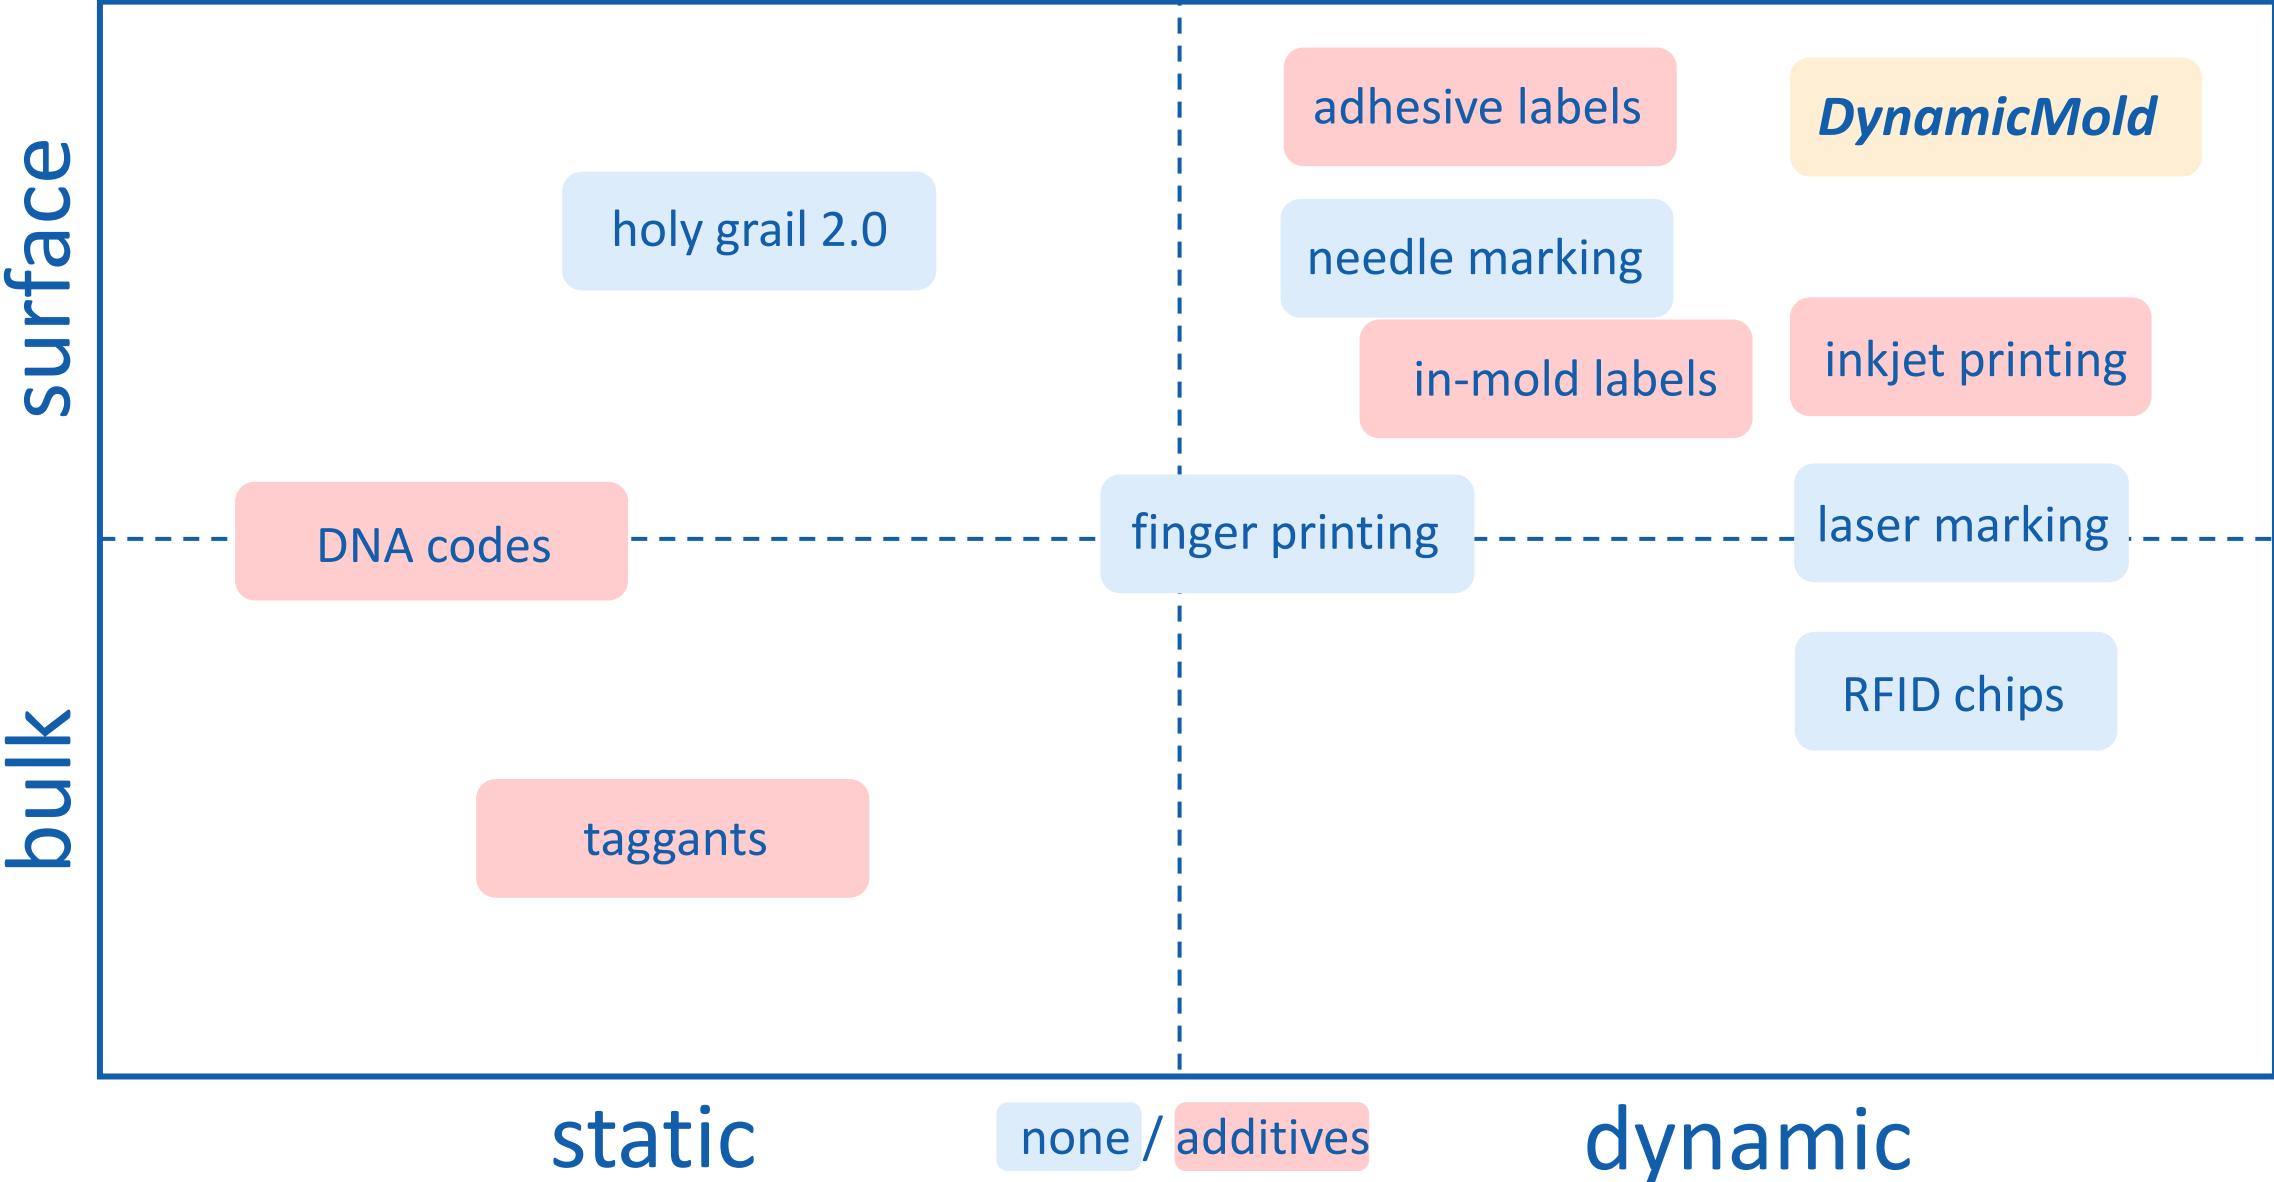 surface
bulk
adhesive labels
DynamicMold
holy grail 2.0
needle marking
in-mold labels
inkjet printing
DNA codes
finger printing
laser marking
RFID chips
taggants
static
none / additives
dynamic